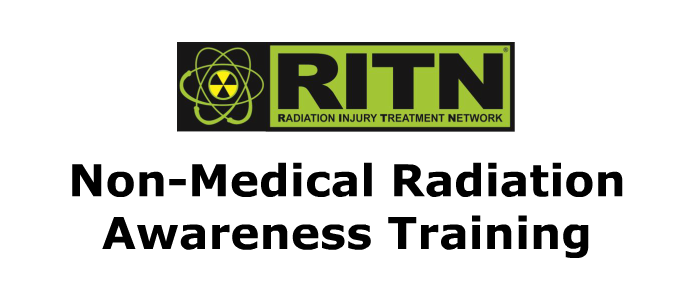 RITN®
RADIATION INJURY TREATMENT NETWORK
Non-Medical Radiation
Awareness Training